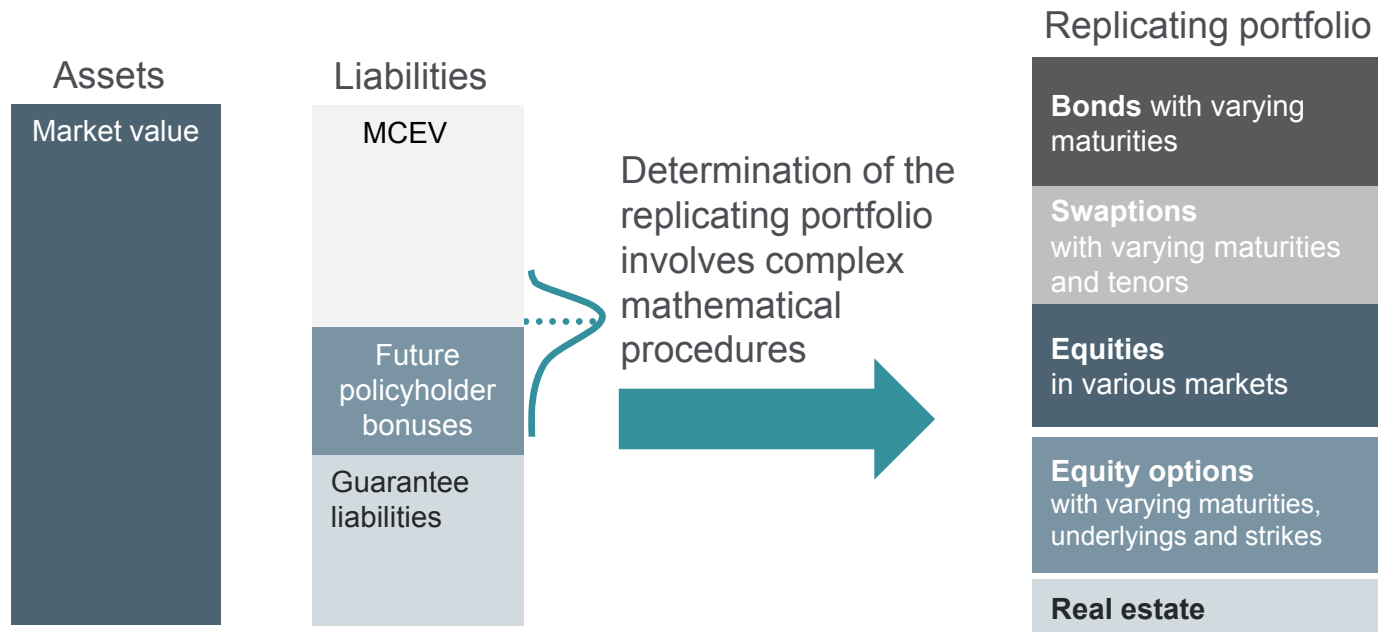 Assets
Market value
Liabilities
MCEV
Future
policyholder
bonuses
Guarantee
liabilities
Determination of the
replicating portfolio
involves complex
mathematical
procedures
Replicating portfolio
Bonds with varying
maturities
Swaptions
with varying maturities
and tenors
Equities
in various markets
Equity options
with varying maturities,
underlyings and strikes
Real estate